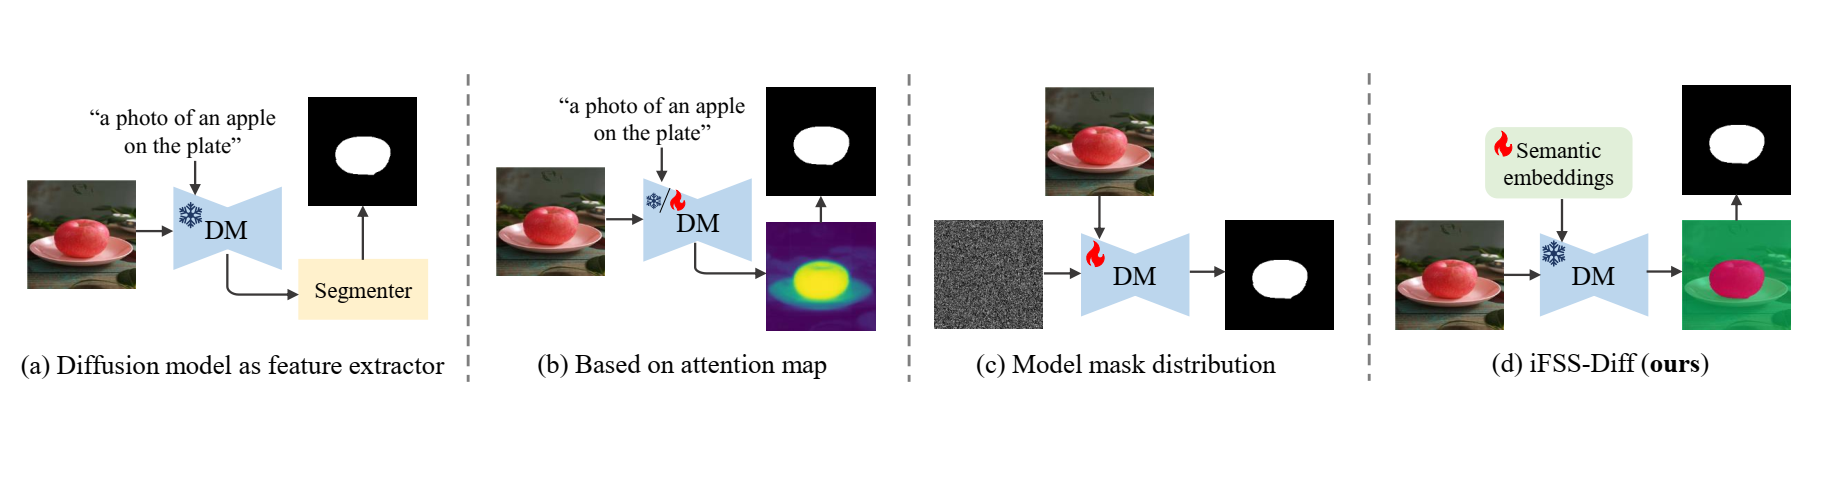 “a photo of an apple
on the plate”
DM
Segmenter
(a) Diffusion model as feature extractor
“a photo of an apple
on the plate”
DM
(b) Based on attention map
DM
(c) Model mask distribution
Semantic
embeddings
DM
(d) iFSS-Diff (ours)